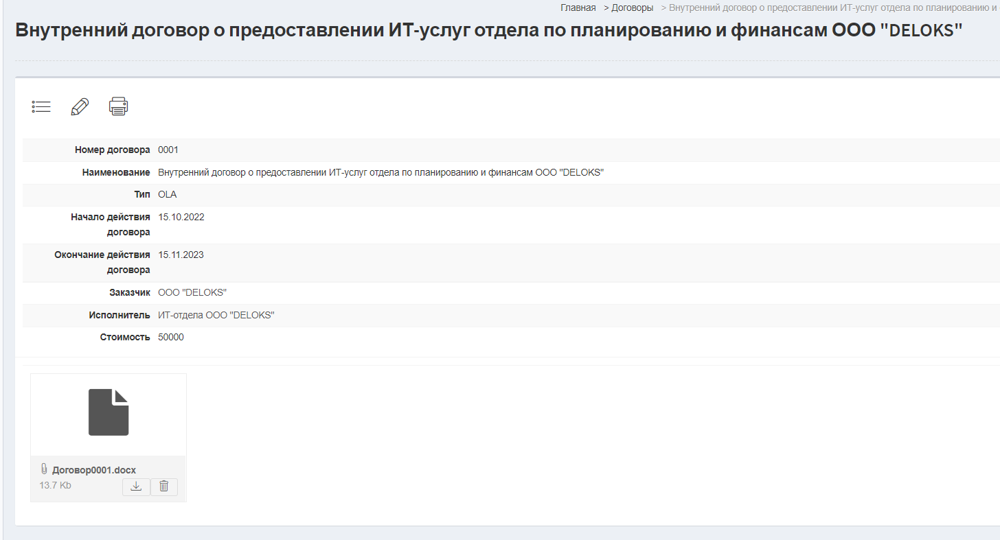 Главная > Договоры > Внутренний договор о предоставлении ИТ-услуг отдела по планированию и
Внутренний договор о предоставлении ИТ-услуг отдела по планированию и финансам ООО "DELOKS"
Номер договора 0001
Наименование Внутренний договор о предоставлении ИТ-услуг отдела по планированию и финансам ООО "DELOKS"
Тип OLA
Начало действия 15.10.2022
договора
Окончание действия 15.11.2023
договора
Заказчик ООО "DELOKS"
Исполнитель ИТ-отдела ООО "DELOKS"
Стоимость 50000
Договор0001.docx
13.7 Kb